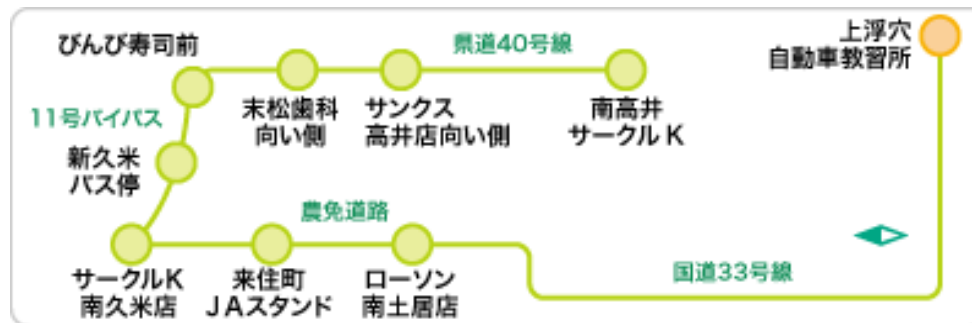 びんび寿司前
県道40号線
上浮穴
自動車教習所
11号バイパス
末松歯科
向い側
サンクス
高井店向い側
南高井
サークルK
新久米
バス停
農免道路
サークルK
南久米店
来住町
JAスタンド
ローソン
南土居店
国道33号線